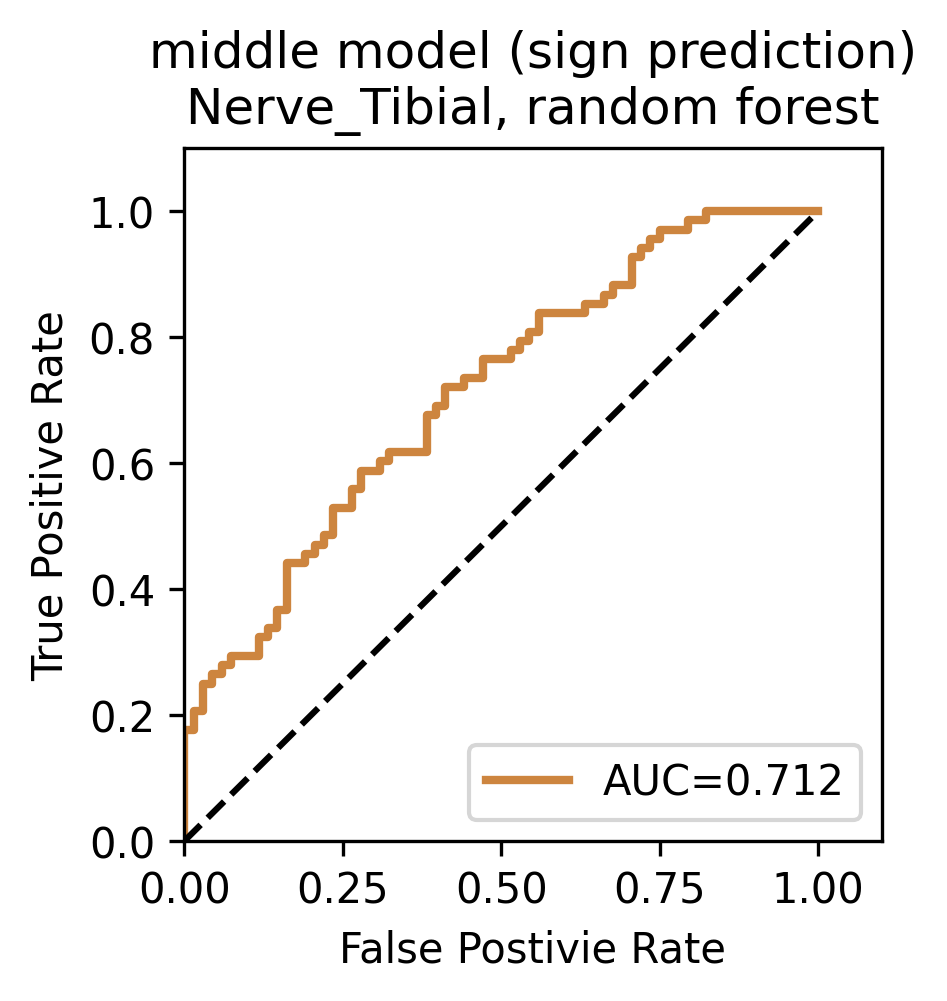 middle model (sign prediction)
Nerve_Tibial, random forest
1.0
0.8
0.6
0.4
0.2
0.0
True Positive Rate
AUC=0.712
0.00 0.25 0.50 0.75 1.00
False Postivie Rate